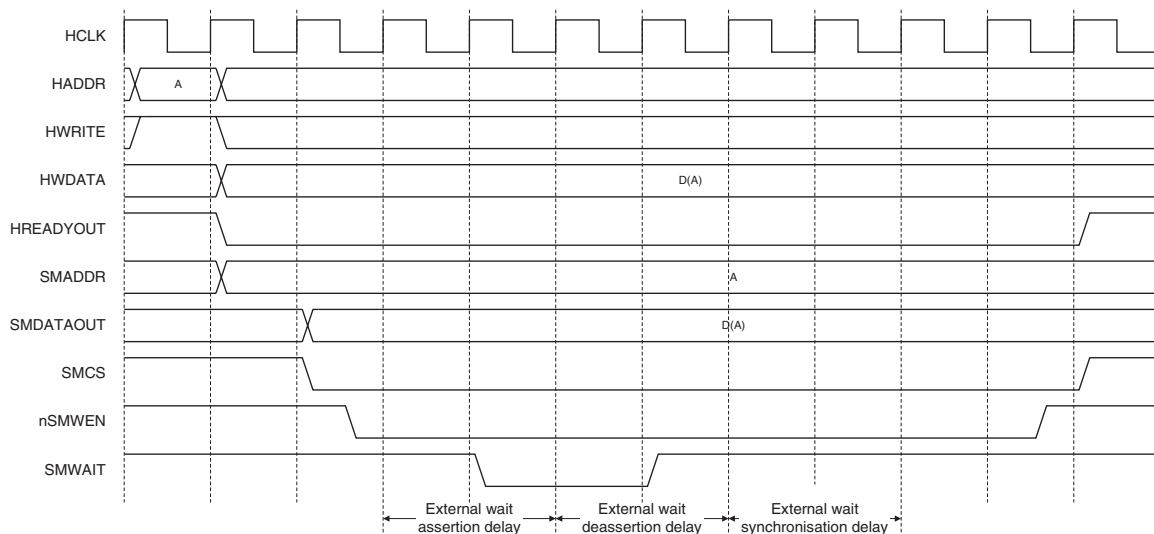 HCLK
HADDR
A
HWRITE
HWDATA
D(A)
HREADYOUT
SMADDR
A
SMDATAOUT
D(A)
SMCS
nSMWEN
SMWAIT
External wait
assertion delay
External wait
deassertion delay
External wait
synchronisation delay